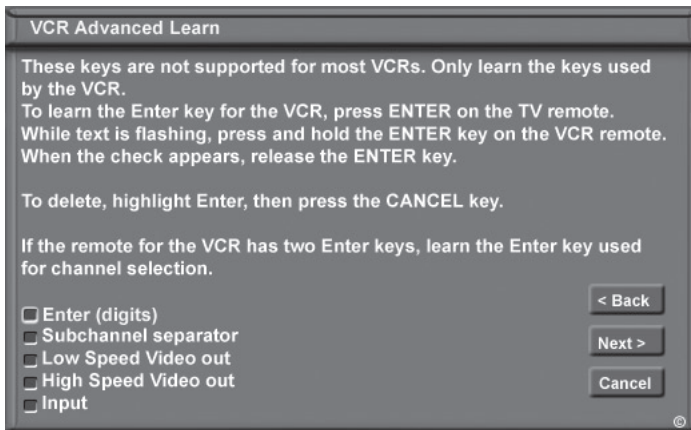 VCR Advanced Learn
These keys are not supported for most VCRs. Only learn the keys used
by the VCR.
To learn the Enter key for the VCR, press ENTER on the TV remote.
While text is flashing, press and hold the ENTER key on the VCR remote.
When the check appears, release the ENTER key.
To delete, highlight Enter, then press the CANCEL key.
If the remote for the VCR has two Enter keys, learn the Enter key used
for channel selection.
Enter (digits)
Subchannel separator
Low Speed Video out
High Speed Video out
Input
< Back
Next >
Cancel
©